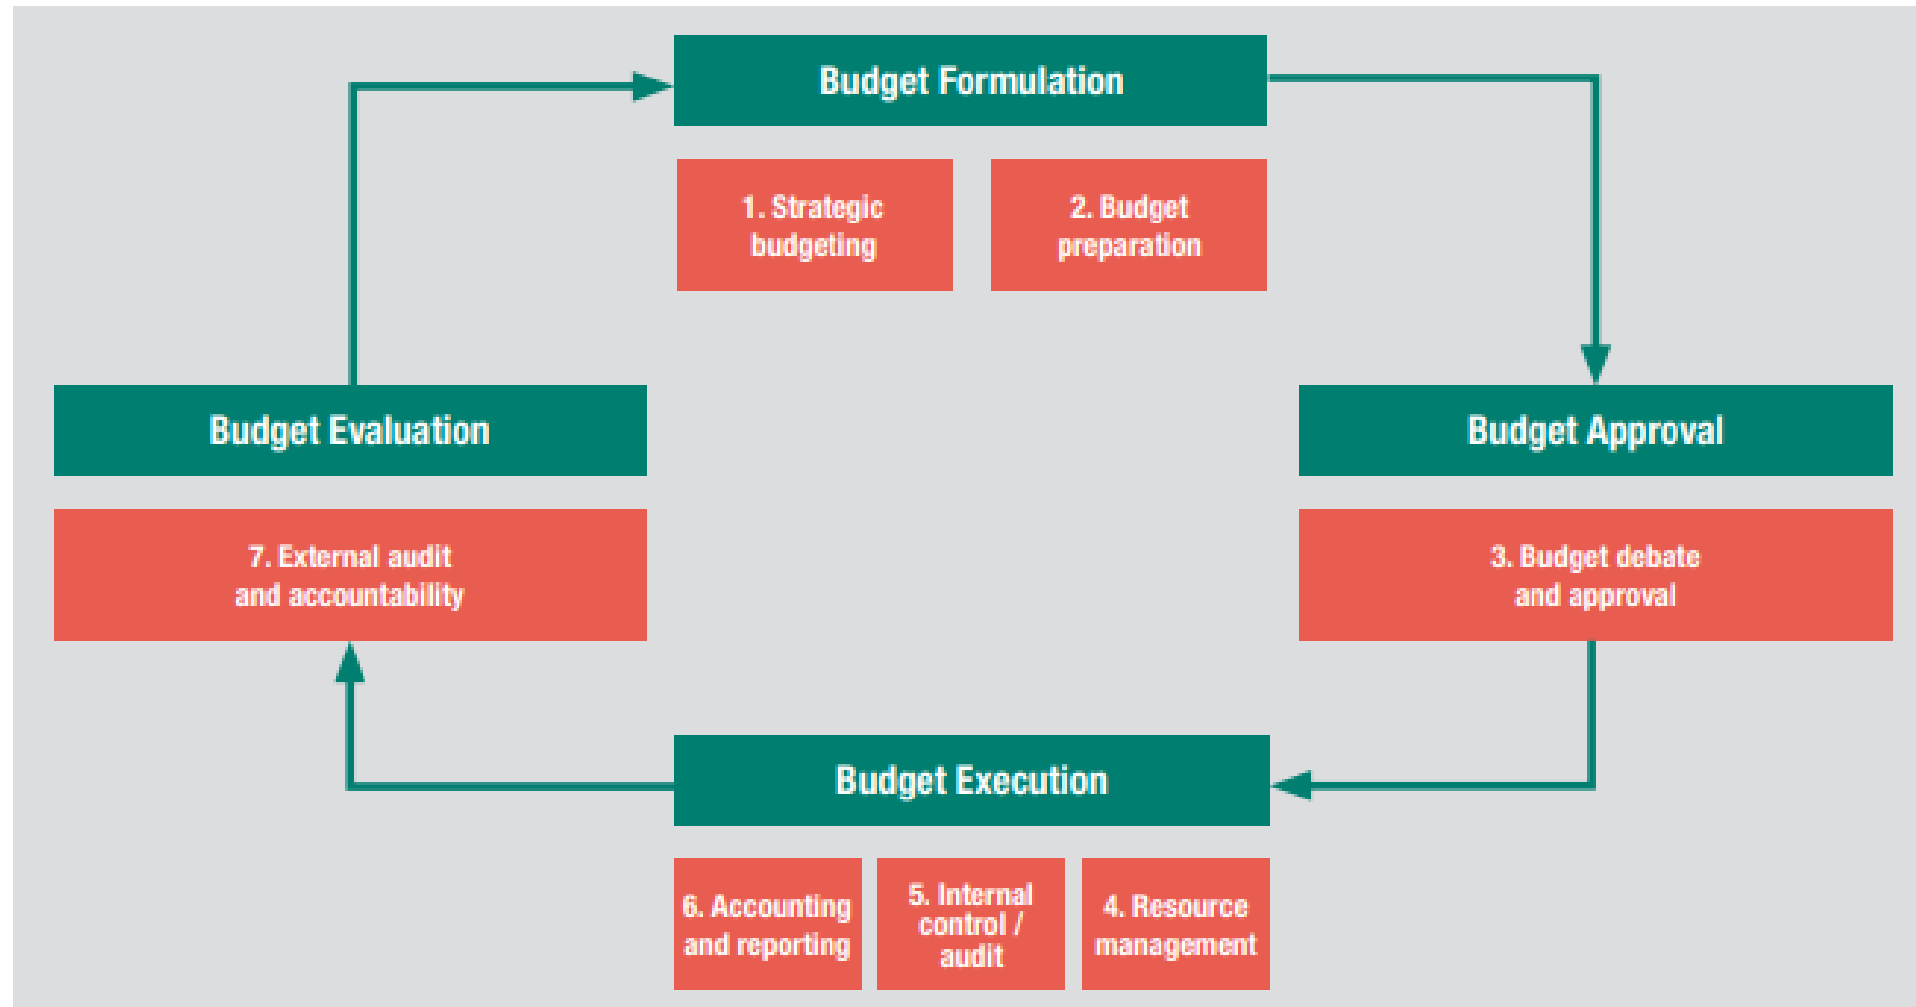 Budget Formulation
1. Strategic
budgeting
2. Budget
preparation
Budget Evaluation
7. External audit
and accountability
Budget Approval
3. Budget debate
and approval
Budget Execution
6. Accounting
and reporting
5. Internal
control /
audit
4. Resource
management